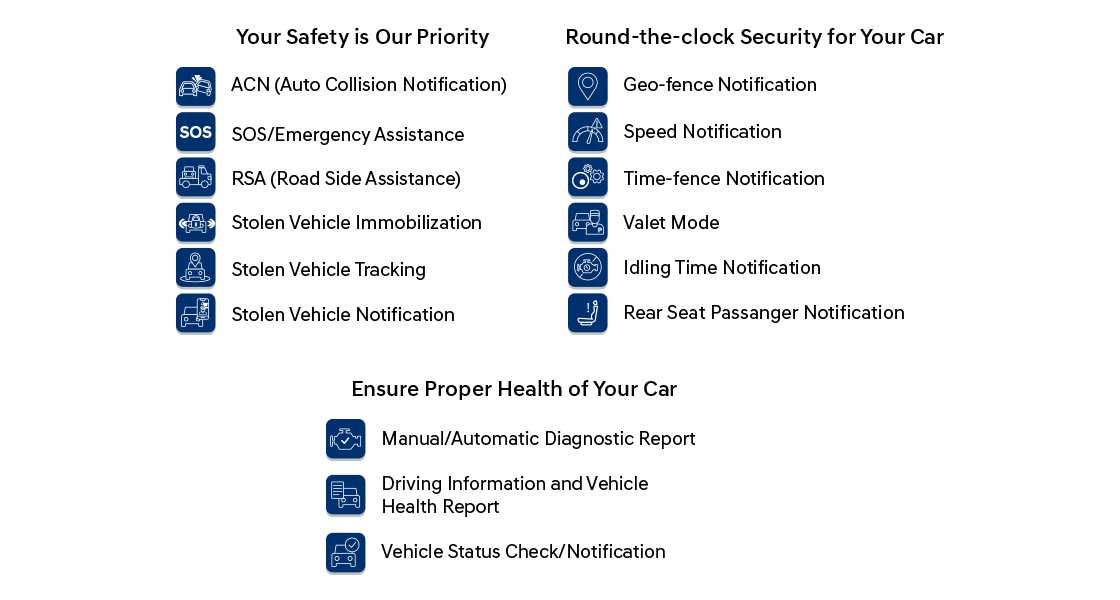 Your Safety is Our Priority
ACN (Auto Collision Notification)
SOS
SOS/Emergency Assistance
RSA (Road Side Assistance)
Stolen Vehicle Immobilization
Stolen Vehicle Tracking
Stolen Vehicle Notification
Round-the-clock Security for Your Car
Geo-fence Notification
Speed Notification
Time-fence Notification
P
Valet Mode
Idling Time Notification
Rear Seat Passanger Notification
Ensure Proper Health of Your Car
Manual/Automatic Diagnostic Report
Driving Information and Vehicle
Health Report
Vehicle Status Check/Notification